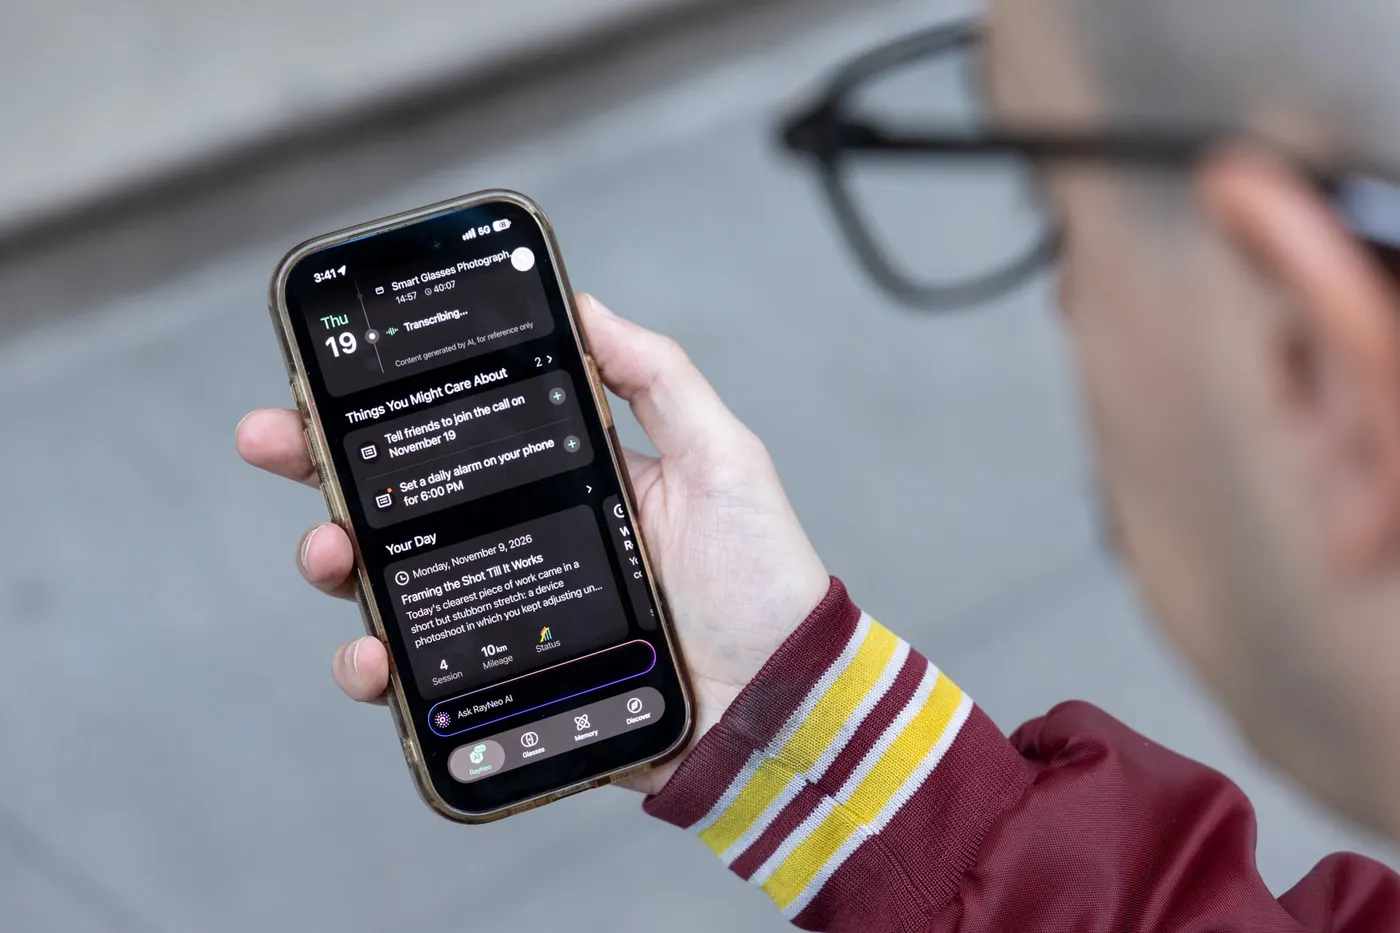 3:41 5G 18
Smart Glasses Photograph...
14:57 40:07
Thu
19
Transcribing...
Content generated by AI, for reference only
Things You Might Care About
2
Tell friends to join the call on
November 19
Set a daily alarm on your phone
for 6:00 PM
Your Day
Monday, November 9, 2026
Framing the Shot Till It Works
Today's clearest piece of work came in a
short but stubborn stretch: a device
photoshoot in which you kept adjusting un...
4
Session
10km
Mileage
Status
W
R
Yo
co
Ask RayNeo AI
RayNeo
Glasses
Memory
Discover